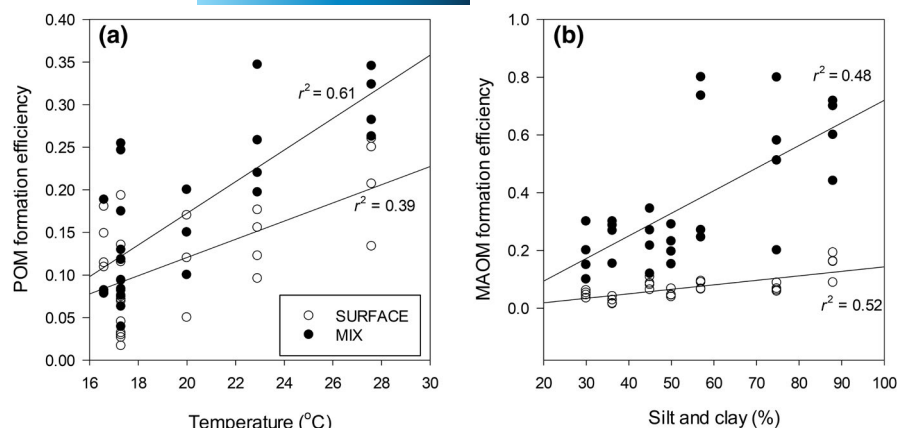 (a)
POM formation efficiency
0.40
0.35
0.30
0.25
0.20
0.15
0.10
0.05
0.00
r² = 0.61
r² = 0.39
SURFACE
MIX
16 18 20 22 24 26 28 30
Temperature (°C)
(b)
MAOM formation efficiency
1.0
0.8
0.6
0.4
0.2
0.0
r² = 0.48
r² = 0.52
20 30 40 50 60 70 80 90 100
Silt and clay (%)